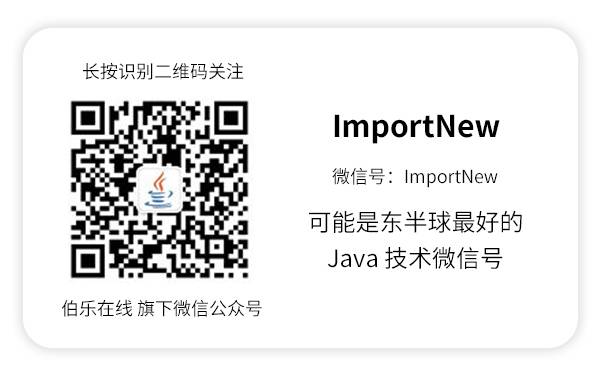 长按识别二维码关注
伯乐在线 旗下微信公众号
ImportNew
微信号：ImportNew
可能是东半球最好的
Java 技术微信号